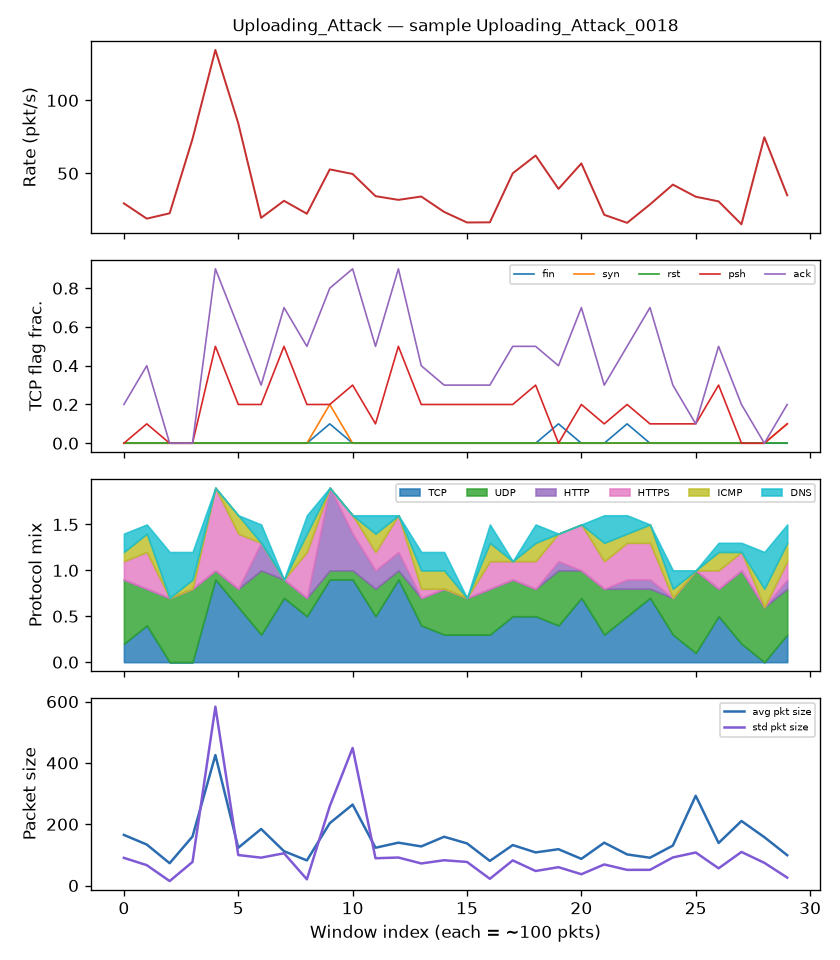 Uploading_Attack — sample Uploading_Attack_0018
Rate (pkt/s)
100
50
TCP flag frac.
0.8
0.6
0.4
0.2
0.0
fin syn rst psh ack
Protocol mix
1.5
1.0
0.5
0.0
TCP UDP HTTP HTTPS ICMP DNS
Packet size
600
400
200
0
avg pkt size
std pkt size
0 5 10 15 20 25 30
Window index (each = ~100 pkts)